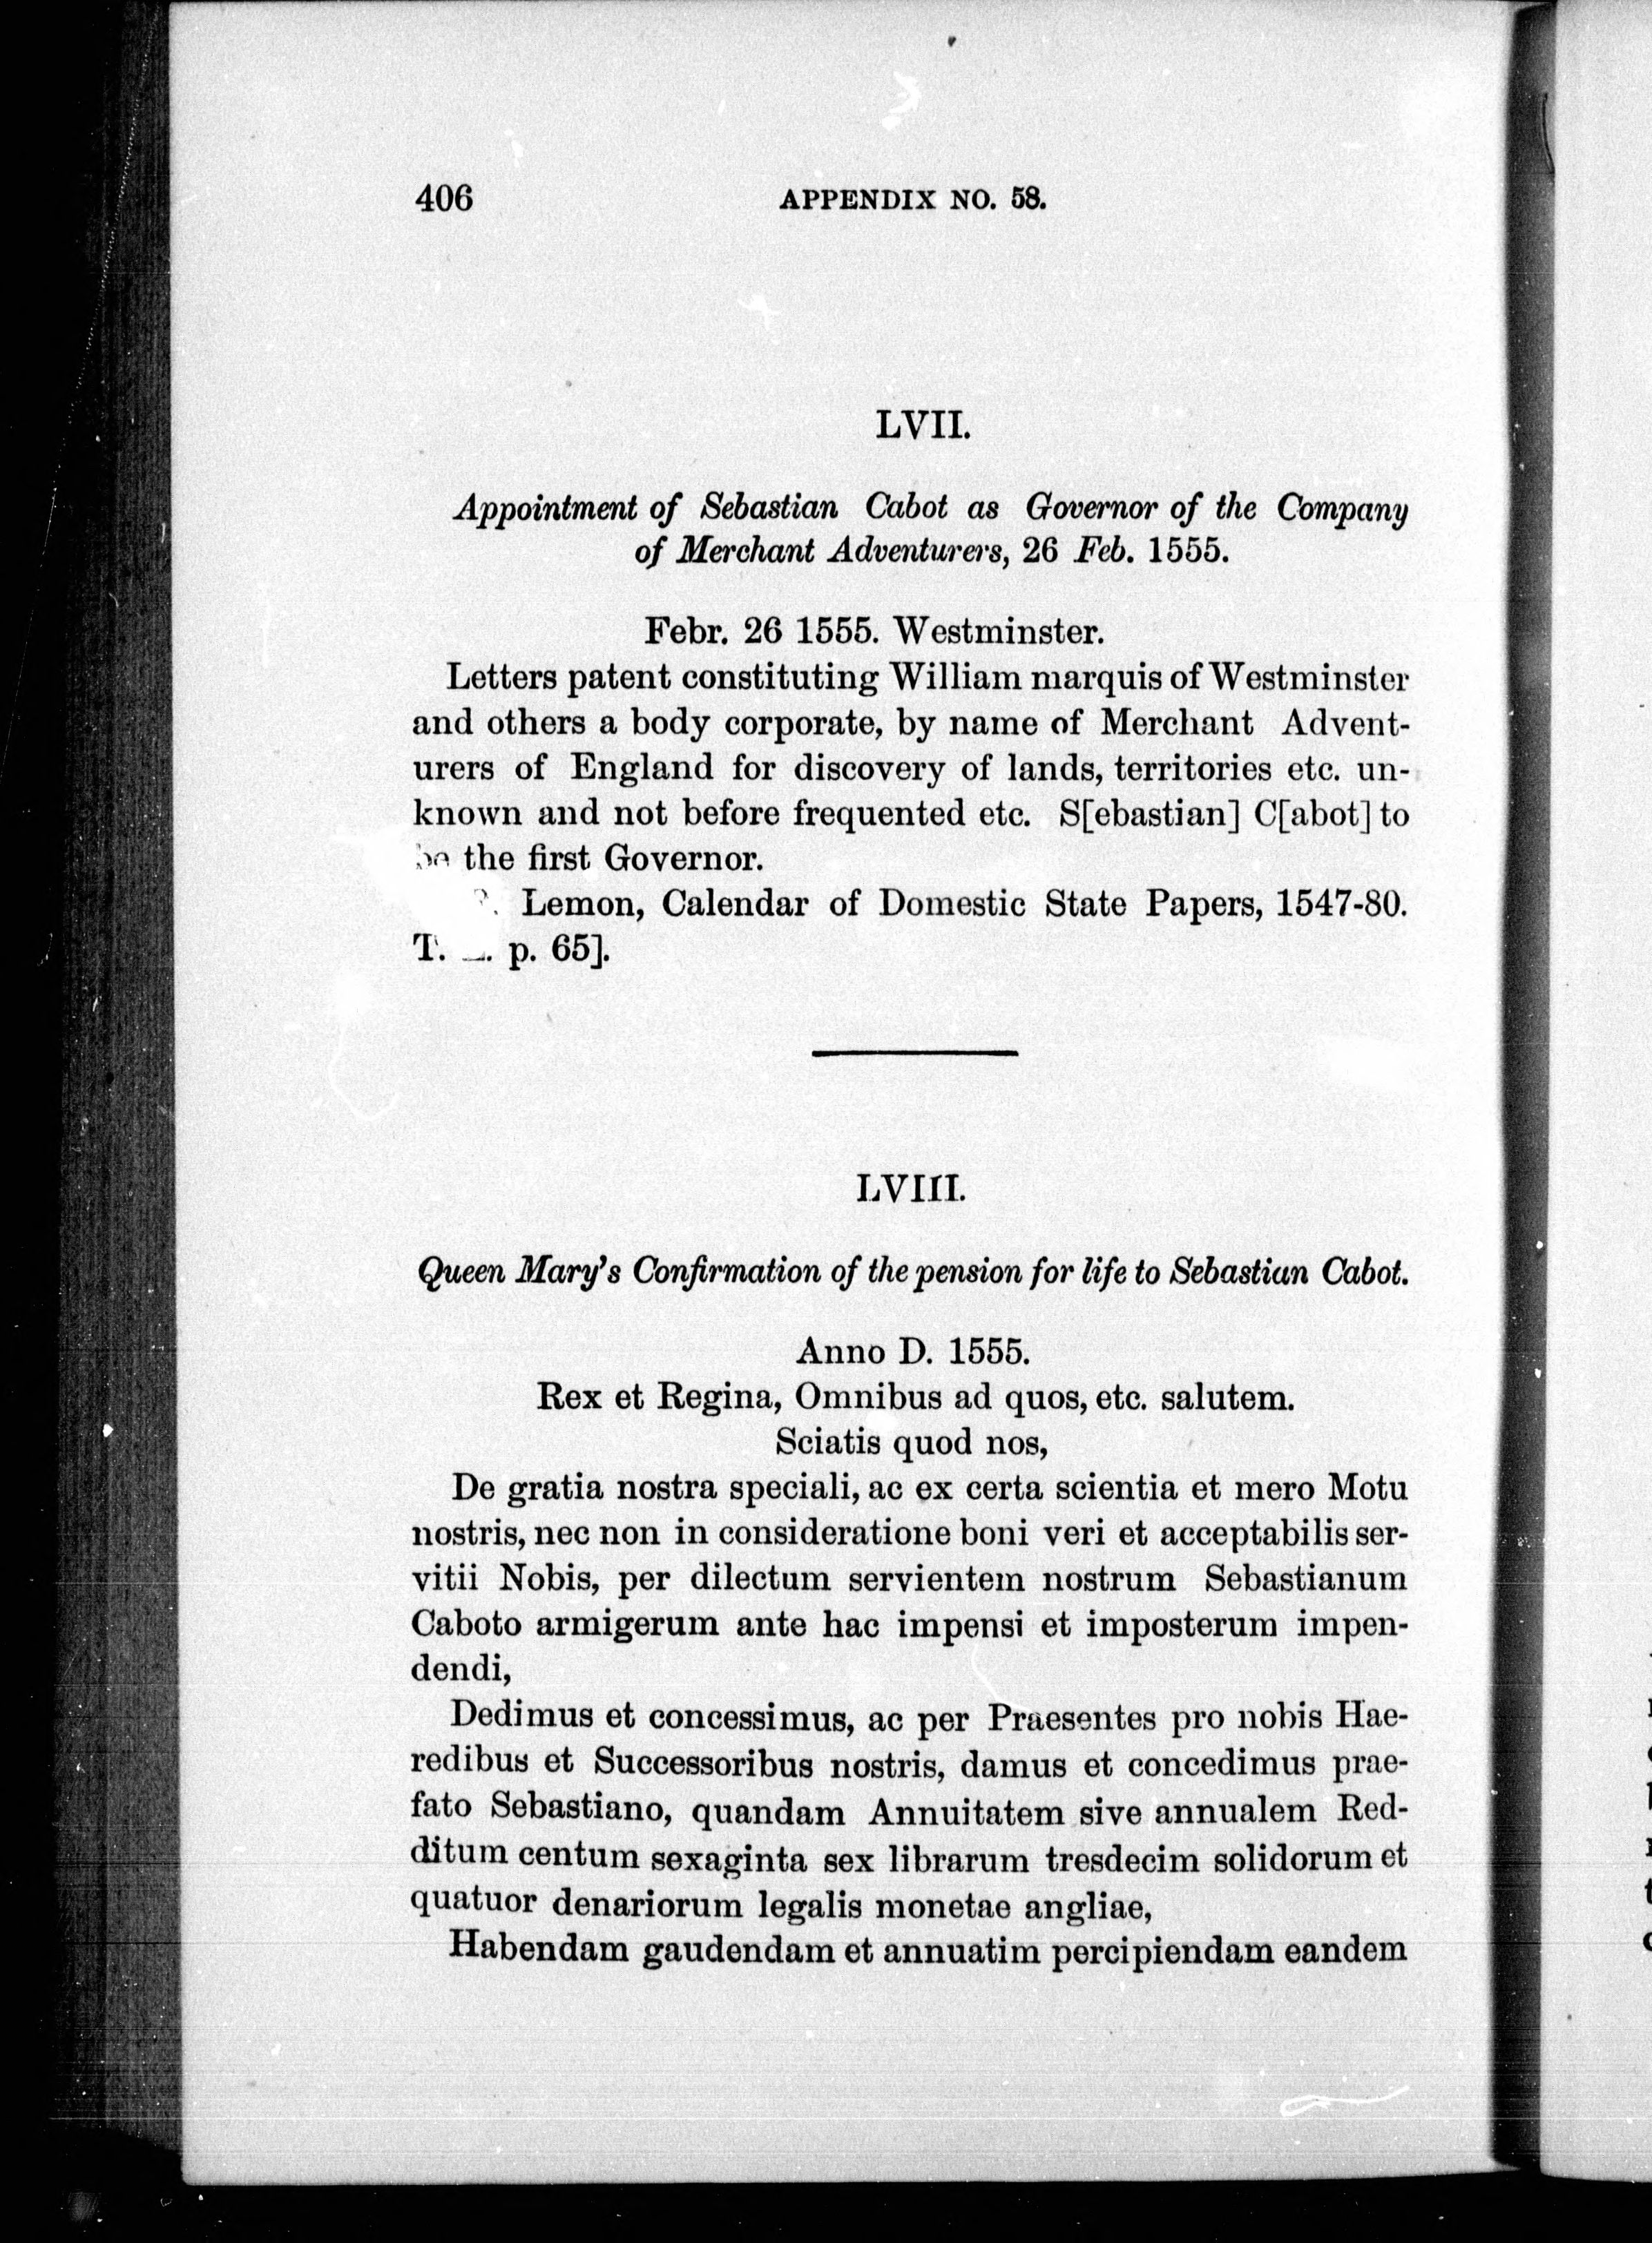 406 APPENDIX NO. 58.
LVII.
Appointment of Sebastian Cabot as Governor of the Company
of Merchant Adventurers, 26 Feb. 1555.
Febr. 26 1555. Westminster.
Letters patent constituting William marquis of Westminster
and others a body corporate, by name of Merchant Advent-
urers of England for discovery of lands, territories etc. un-
known and not before frequented etc. S[ebastian] C[abot] to
be the first Governor.
Lemon, Calendar of Domestic State Papers, 1547-80.
T. p. 65].
LVIII.
Queen Mary's Confirmation of the pension for life to Sebastian Cabot.
Anno D. 1555.
Rex et Regina, Omnibus ad quos, etc. salutem.
Sciatis quod nos,
De gratia nostra speciali, ac ex certa scientia et mero Motu
nostris, nec non in consideratione boni veri et acceptabilis ser-
vitii Nobis, per dilectum servientem nostrum Sebastianum
Caboto armigerum ante hac impensi et imposterum impen-
dendi,
Dedimus et concessimus, ac per Praesentes pro nobis Hae-
redibus et Successoribus nostris, damus et concedimus prae-
fato Sebastiano, quandam Annuitatem sive annualem Red-
ditum centum sexaginta sex librarum tresdecim solidorum et
quatuor denariorum legalis monetae angliae,
Habendam gaudendam et annuatim percipiendam eandem